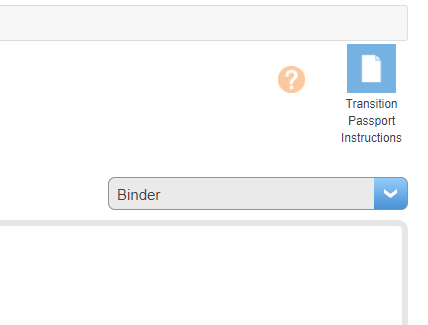 ?
Transition
Passport
Instructions
Binder